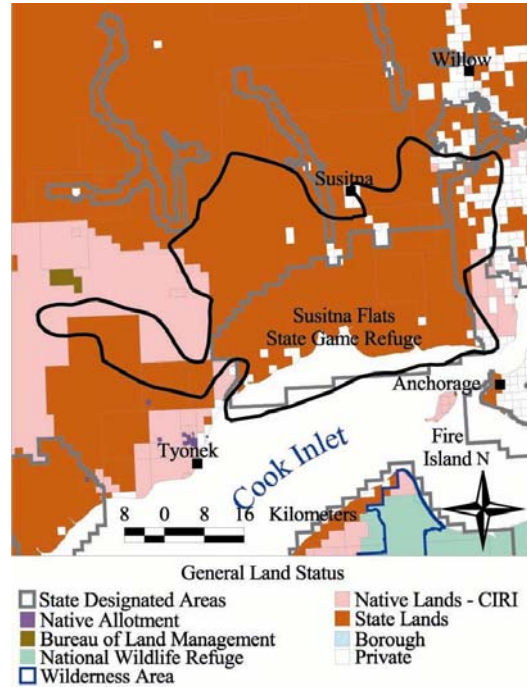 Willow
Susitna
Susitna Flats
State Game Refuge
Anchorage
Tyonek
Cook Inlet
Fire
Island N
8 0 8 16 Kilometers
General Land Status
State Designated Areas
Native Allotment
Bureau of Land Management
National Wildlife Refuge
Wilderness Area
Native Lands - CIRI
State Lands
Borough
Private